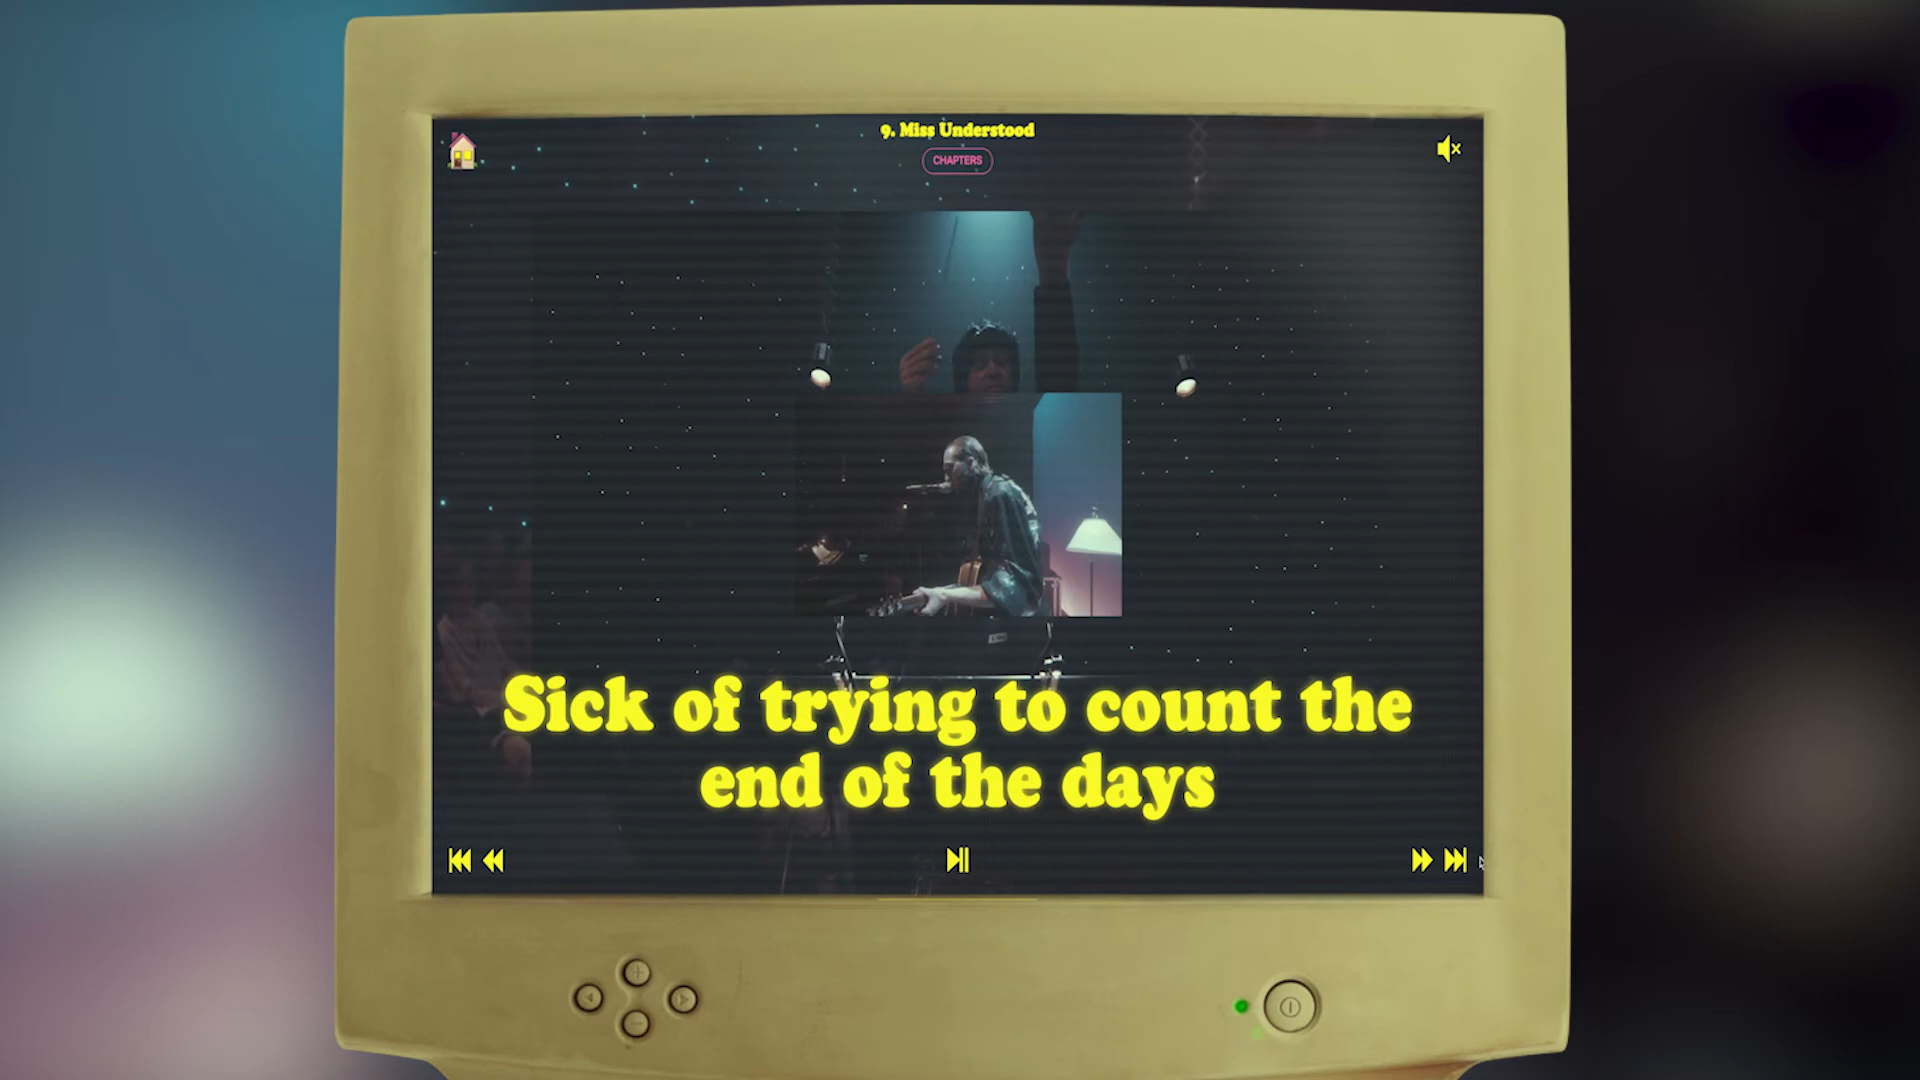 9. Miss Understood
CHAPTERS
Sick of trying to count the
end of the days